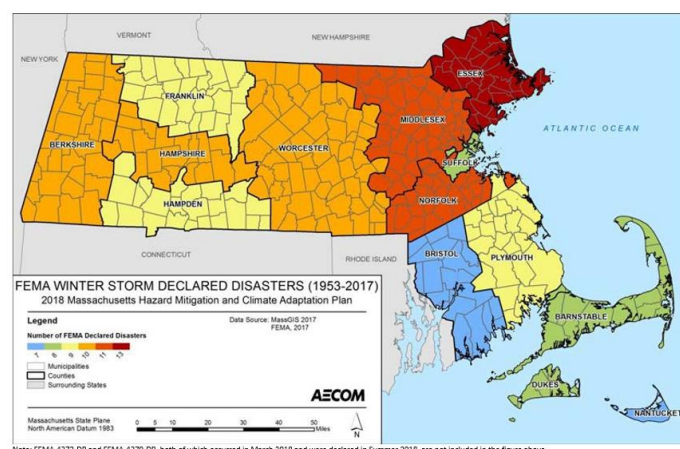 VERMONT
NEW HAMPSHIRE
NEW YORK
ESSEX
FRANKLIN
MIDDLESEX
ATLANTIC OCEAN
BERKSHIRE
HAMPSHIRE
WORCESTER
SUFFOLK
HAMPDEN
NORFOLK
CONNECTICUT
RHODE ISLAND
BRISTOL
PLYMOUTH
BARNSTABLE
DUKES
NANTUCKET
FEMA WINTER STORM DECLARED DISASTERS (1953-2017)
2018 Massachusetts Hazard Mitigation and Climate Adaptation Plan
Legend
Data Source: MassGIS 2017
FEMA, 2017
Number of FEMA Declared Disasters
7 8 9 10 11 13
Municipalities
Counties
Surrounding States
AECOM
Massachusetts State Plane
North American Datum 1983
0 5 10 20 30 40 50
Miles
N